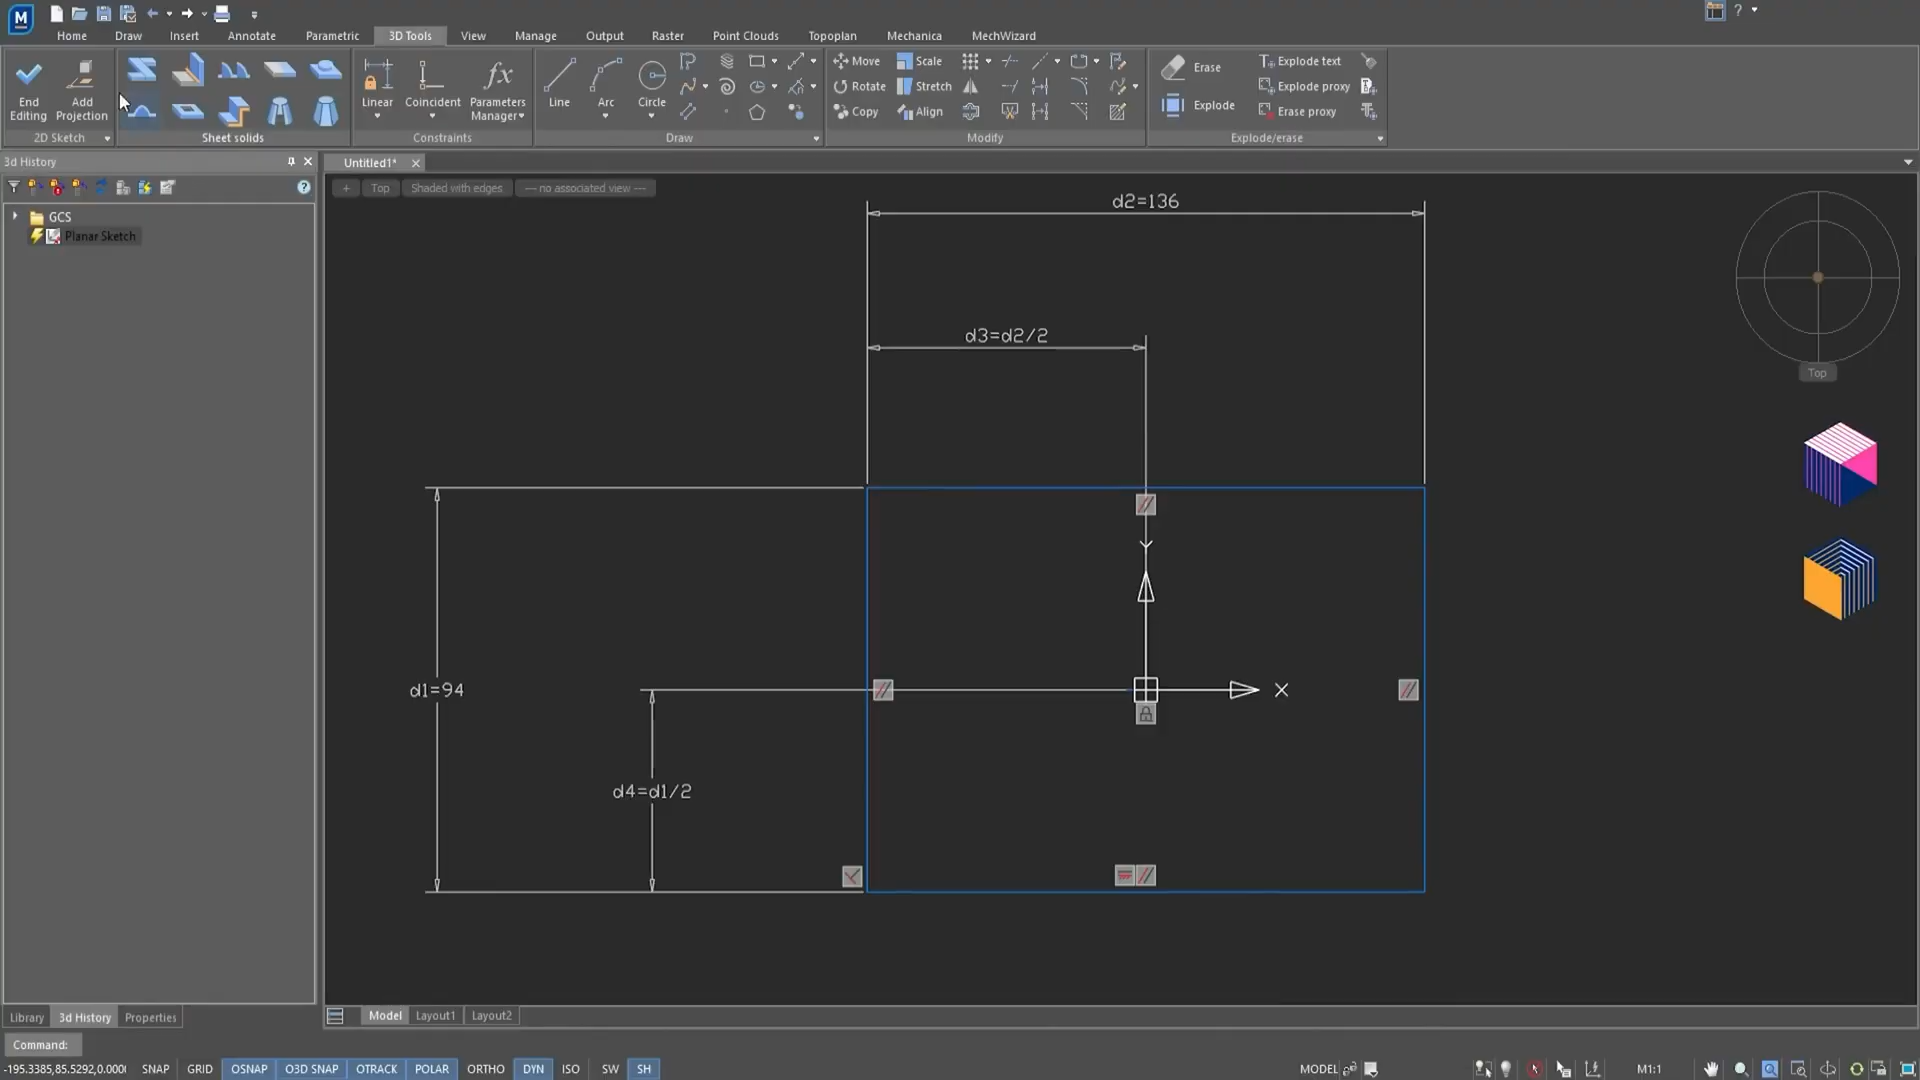 M
?
Home Draw Insert Annotate Parametric 3D Tools View Manage Output Raster Point Clouds Topoplan Mechanica MechWizard
End Editing
Add Projection
Linear
Coincident
fx
Parameters Manager
Line
Arc
Circle
Move
Rotate
Copy
Scale
Stretch
Align
Erase
Explode
Explode text
Explode proxy
Erase proxy
2D Sketch Sheet solids Constraints Draw Modify Explode/erase
3d History
?
GCS
Planar Sketch
Untitled1*
+ Top Shaded with edges --- no associated view ---
d2=136
d3=d2/2
Top
d1=94
X
d4=d1/2
Library 3d History Properties
Model Layout1 Layout2
Command:
-195.3385,85.5292,0.000 SNAP GRID OSNAP O3D SNAP OTRACK POLAR ORTHO DYN ISO SW SH MODEL M1:1